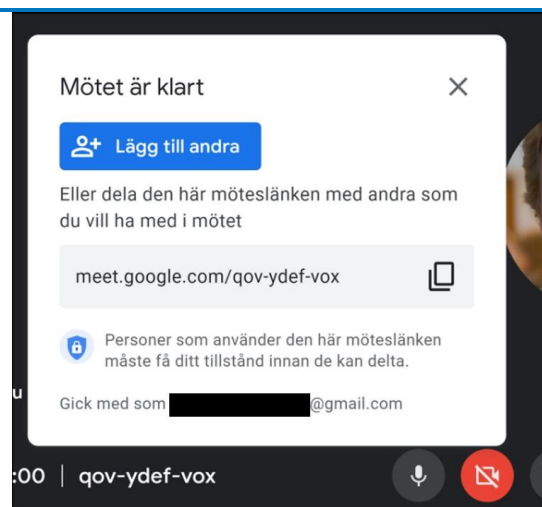 Mötet är klart
Lägg till andra
Eller dela den här möteslänken med andra som
du vill ha med i mötet
meet.google.com/qov-ydef-vox
Personer som använder den här möteslänken
måste få ditt tillstånd innan de kan delta.
u
Gick med som @gmail.com
:00 | qov-ydef-vox